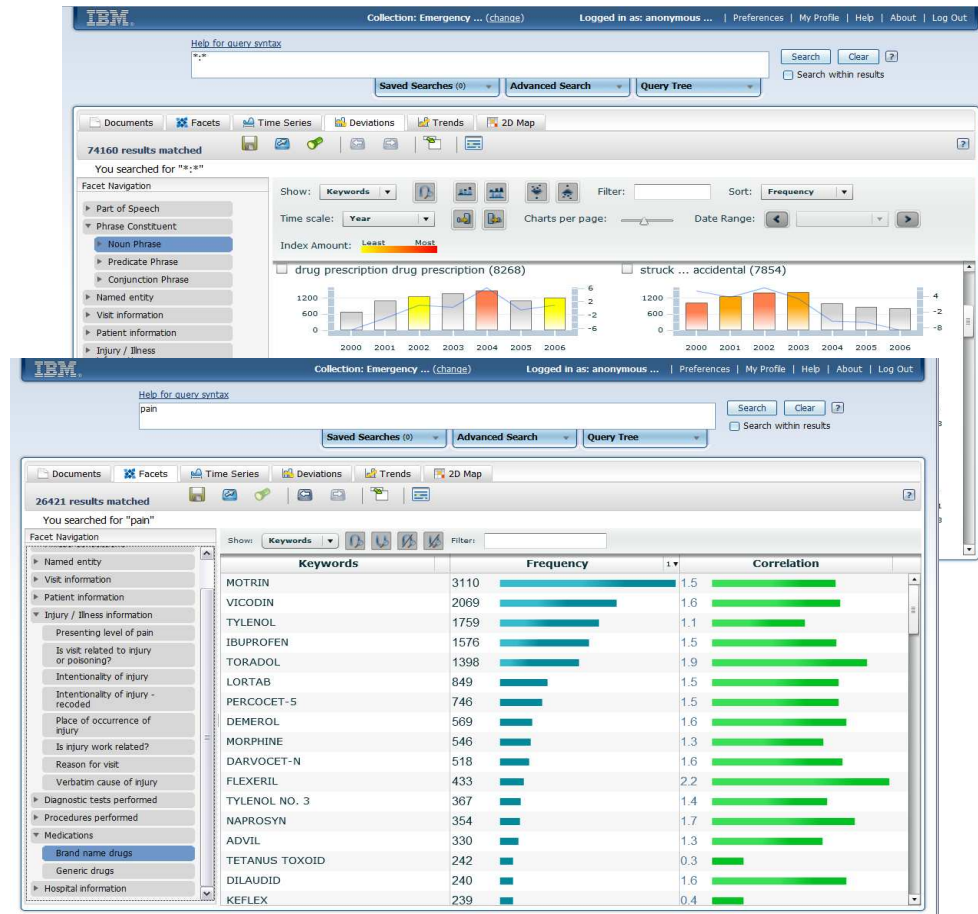 IBM.
Collection: Emergency ... (change) Logged in as: anonymous ... | Preferences | My Profile | Help | About | Log Out
Help for query syntax
*:*
Search Clear ?
Search within results
Saved Searches (0) Advanced Search Query Tree
Documents Facets Time Series Deviations Trends 2D Map
74160 results matched ?
You searched for "*:*"
Facet Navigation
Show: Keywords Filter: Sort: Frequency
Part of Speech
Time scale: Year Charts per page: Date Range:
Phrase Constituent
Index Amount: Least Most
Noun Phrase
Predicate Phrase
Conjunction Phrase
Named entity
Visit information
Patient information
Injury / Illness
drug prescription drug prescription (8268)
1200
600
0
6
2
-2
-6
2000 2001 2002 2003 2004 2005 2006
struck ... accidental (7854)
1200
600
0
4
-2
-8
2000 2001 2002 2003 2004 2005 2006
IBM.
Collection: Emergency ... (change) Logged in as: anonymous ... | Preferences | My Profile | Help | About | Log Out
Help for query syntax
pain
Search Clear ?
Search within results
Saved Searches (0) Advanced Search Query Tree
Documents Facets Time Series Deviations Trends 2D Map
26421 results matched ?
You searched for "pain"
Facet Navigation
Show: Keywords Filter:
Named entity
Visit information
Patient information
Injury / Illness information
Presenting level of pain
Is visit related to injury
or poisoning?
Intentionality of injury
Intentionality of injury -
recoded
Place of occurrence of
injury
Is injury work related?
Reason for visit
Verbatim cause of injury
Diagnostic tests performed
Procedures performed
Medications
Brand name drugs
Generic drugs
Hospital information
Keywords Frequency 1 Correlation
MOTRIN 3110 1.5
VICODIN 2069 1.6
TYLENOL 1759 1.1
IBUPROFEN 1576 1.5
TORADOL 1398 1.9
LORTAB 849 1.5
PERCOCET-5 746 1.5
DEMEROL 569 1.6
MORPHINE 546 1.3
DARVOCET-N 518 1.6
FLEXERIL 433 2.2
TYLENOL NO. 3 367 1.4
NAPROSYN 354 1.7
ADVIL 330 1.3
TETANUS TOXOID 242 0.3
DILAUDID 240 1.6
KEFLEX 239 0.4